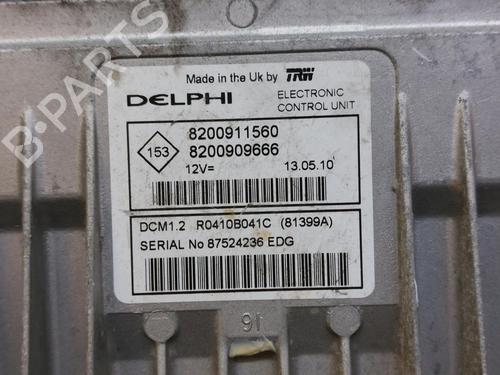 Made in the Uk by TRW
DELPHI ELECTRONIC CONTROL UNIT
8200911560
153 8200909666
12V= 13.05.10
DCM1.2 R0410B041C (81399A)
SERIAL No 87524236 EDG
91
B-PARTS